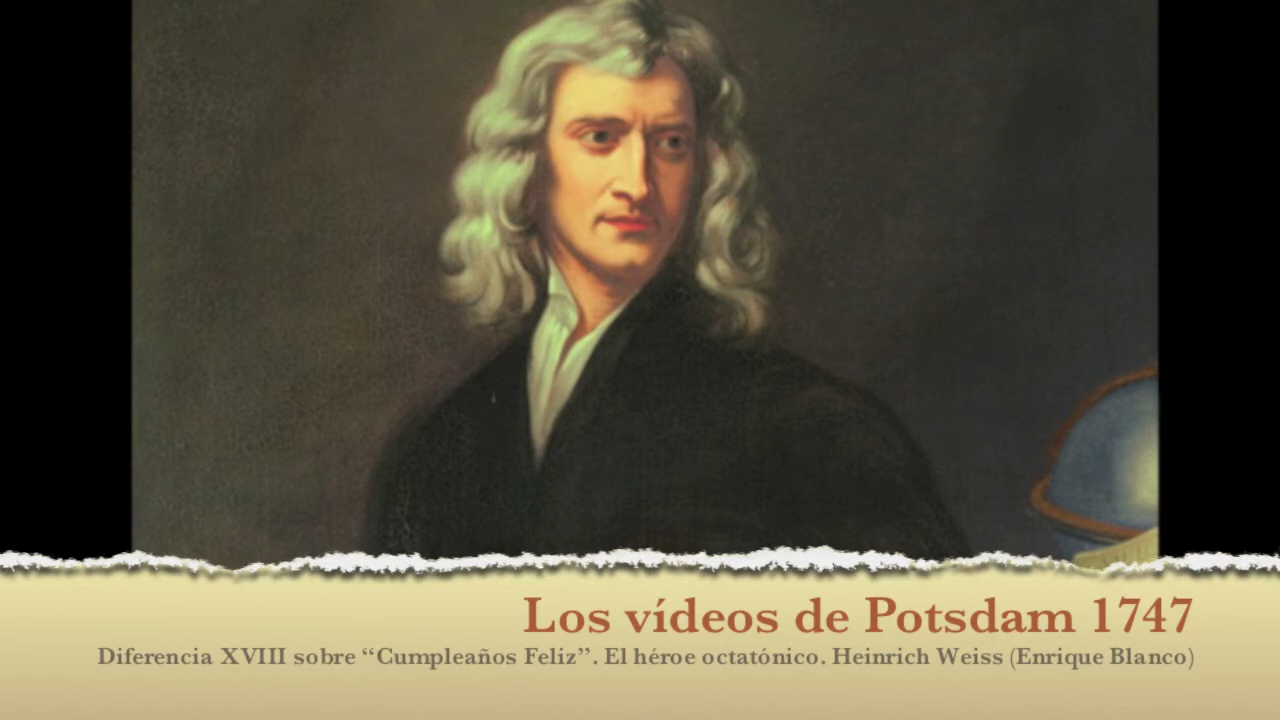 Los vídeos de Potsdam 1747
Diferencia XVIII sobre “Cumpleaños Feliz”. El héroe octatónico. Heinrich Weiss (Enrique Blanco)